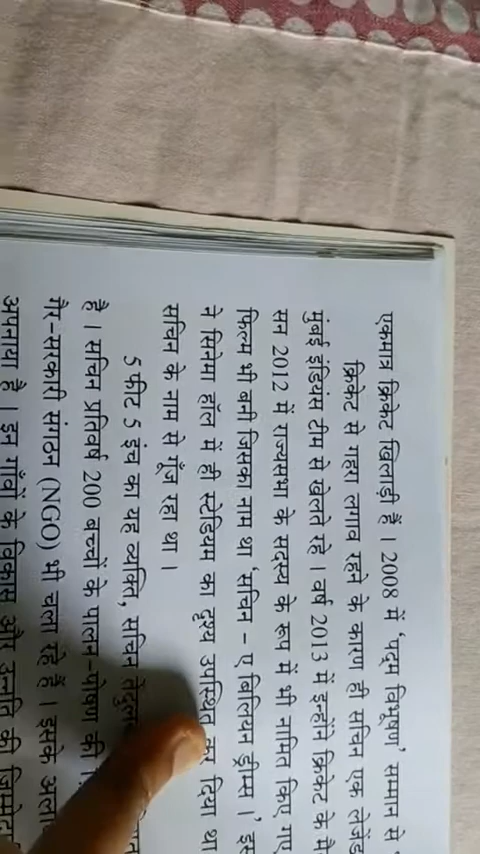 एकमात्र क्रिकेट खिलाड़ी हैं । 2008 में 'पद्म विभूषण' सम्मान से
क्रिकेट से गहरा लगाव रहने के कारण ही सचिन एक लेजेंड
मुंबई इंडियंस टीम से खेलते रहे । वर्ष 2013 में इन्होंने क्रिकेट के
सन 2012 में राज्यसभा के सदस्य के रूप में भी नामित किए गए
फिल्म भी बनी जिसका नाम था 'सचिन – ए बिलियन ड्रीम्स ।' इस
ने सिनेमा हॉल में ही स्टेडियम का दृश्य उपस्थित कर दिया था
सचिन के नाम से गूँज रहा था ।
5 फीट 5 इंच का यह व्यक्ति, सचिन
है । सचिन प्रतिवर्ष 200 बच्चों के पालन-पोषण की
गैर-सरकारी संगठन (NGO) भी चला रहे हैं । इसके
अपनाया है । इन गाँवों के विकास और उन्नति की